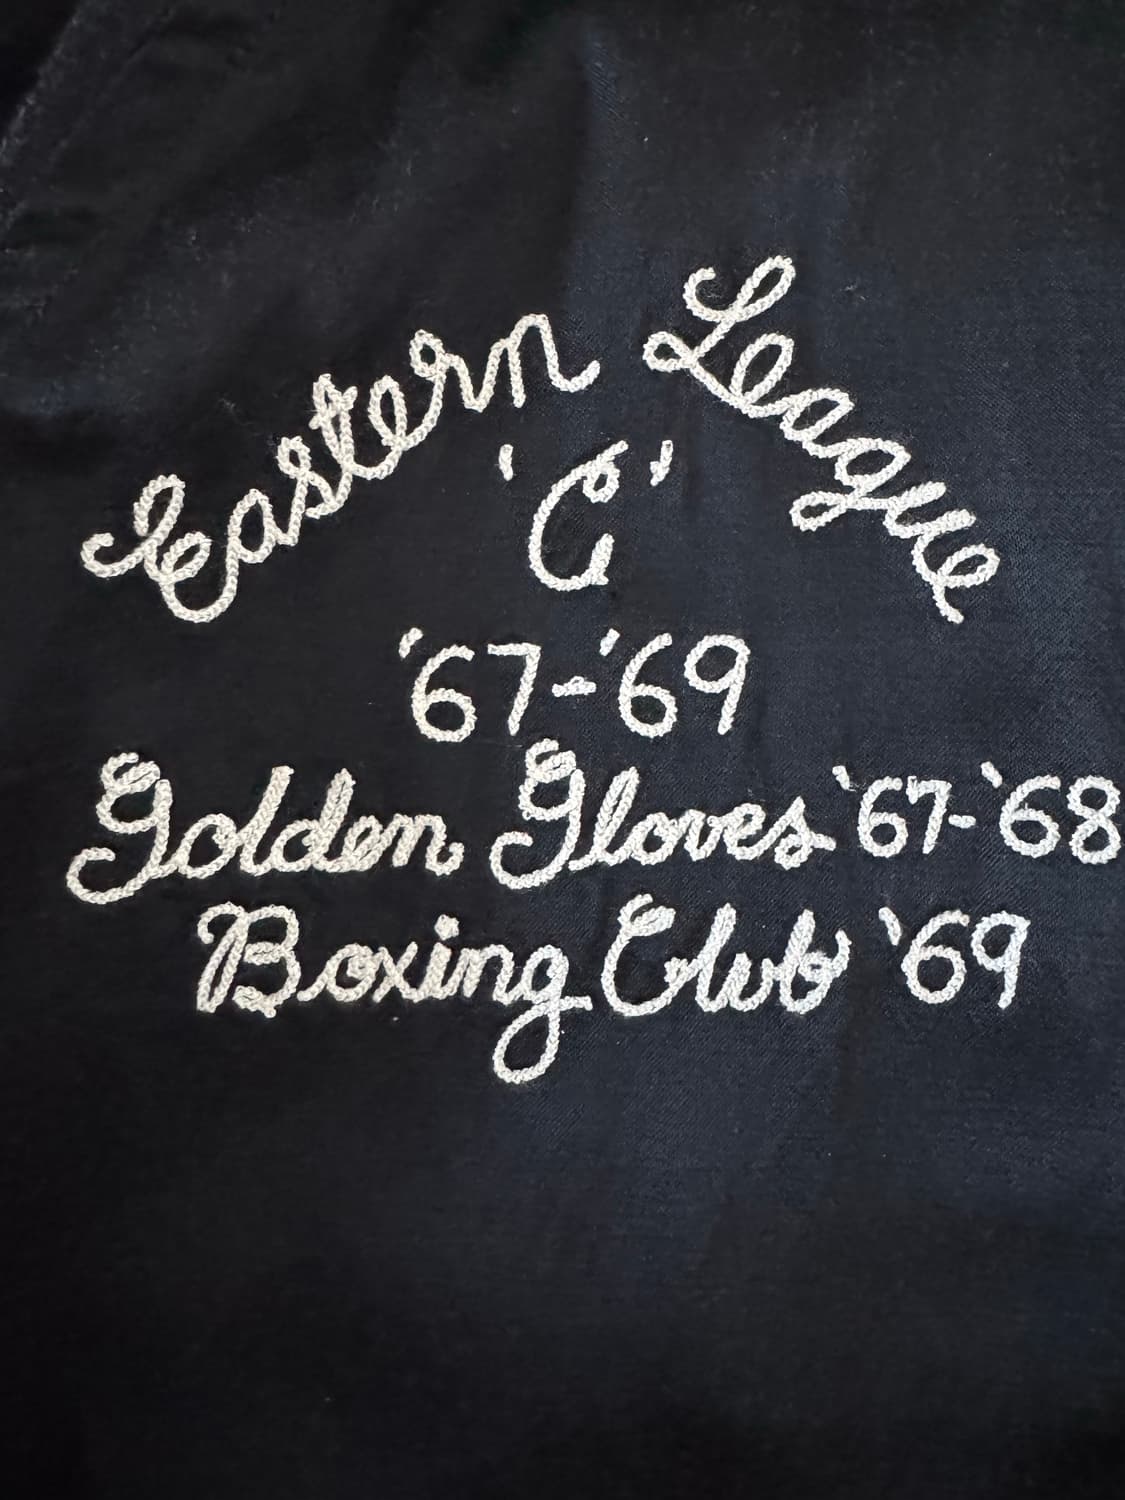 Eastern League
'C'
'67-'69
Golden Gloves '67-'68
Boxing Club '69